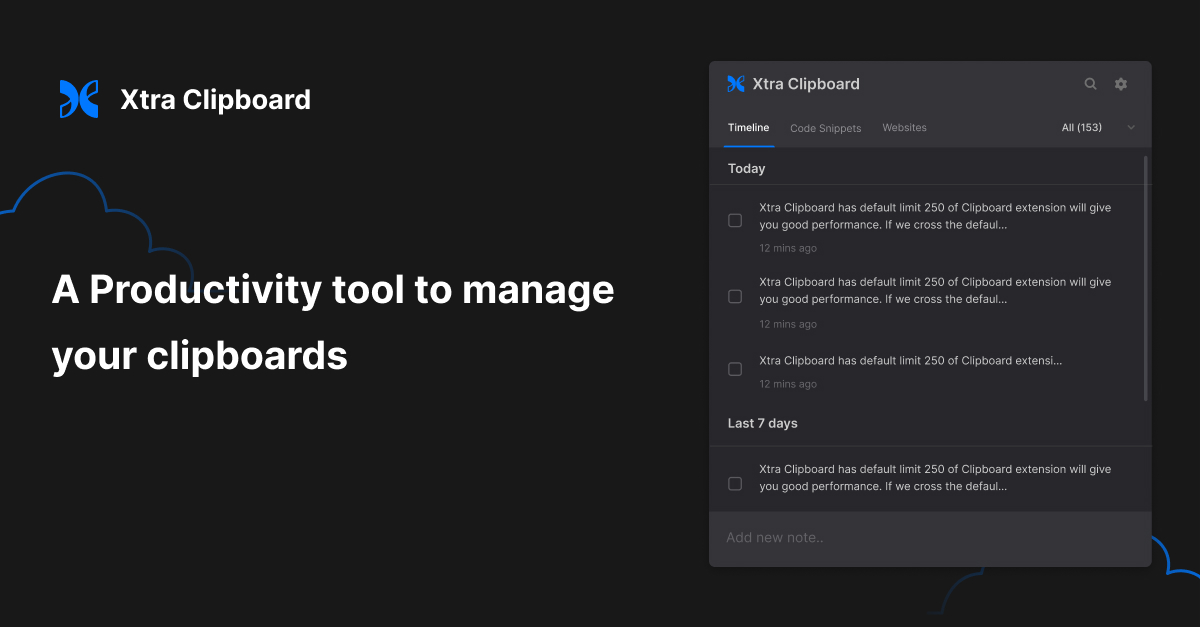 Xtra Clipboard
A Productivity tool to manage
your clipboards
Xtra Clipboard
Timeline Code Snippets Websites All (153)
Today
Xtra Clipboard has default limit 250 of Clipboard extension will give
you good performance. If we cross the defaul...
12 mins ago
Xtra Clipboard has default limit 250 of Clipboard extension will give
you good performance. If we cross the defaul...
12 mins ago
Xtra Clipboard has default limit 250 of Clipboard extensi...
12 mins ago
Last 7 days
Xtra Clipboard has default limit 250 of Clipboard extension will give
you good performance. If we cross the defaul...
Add new note..